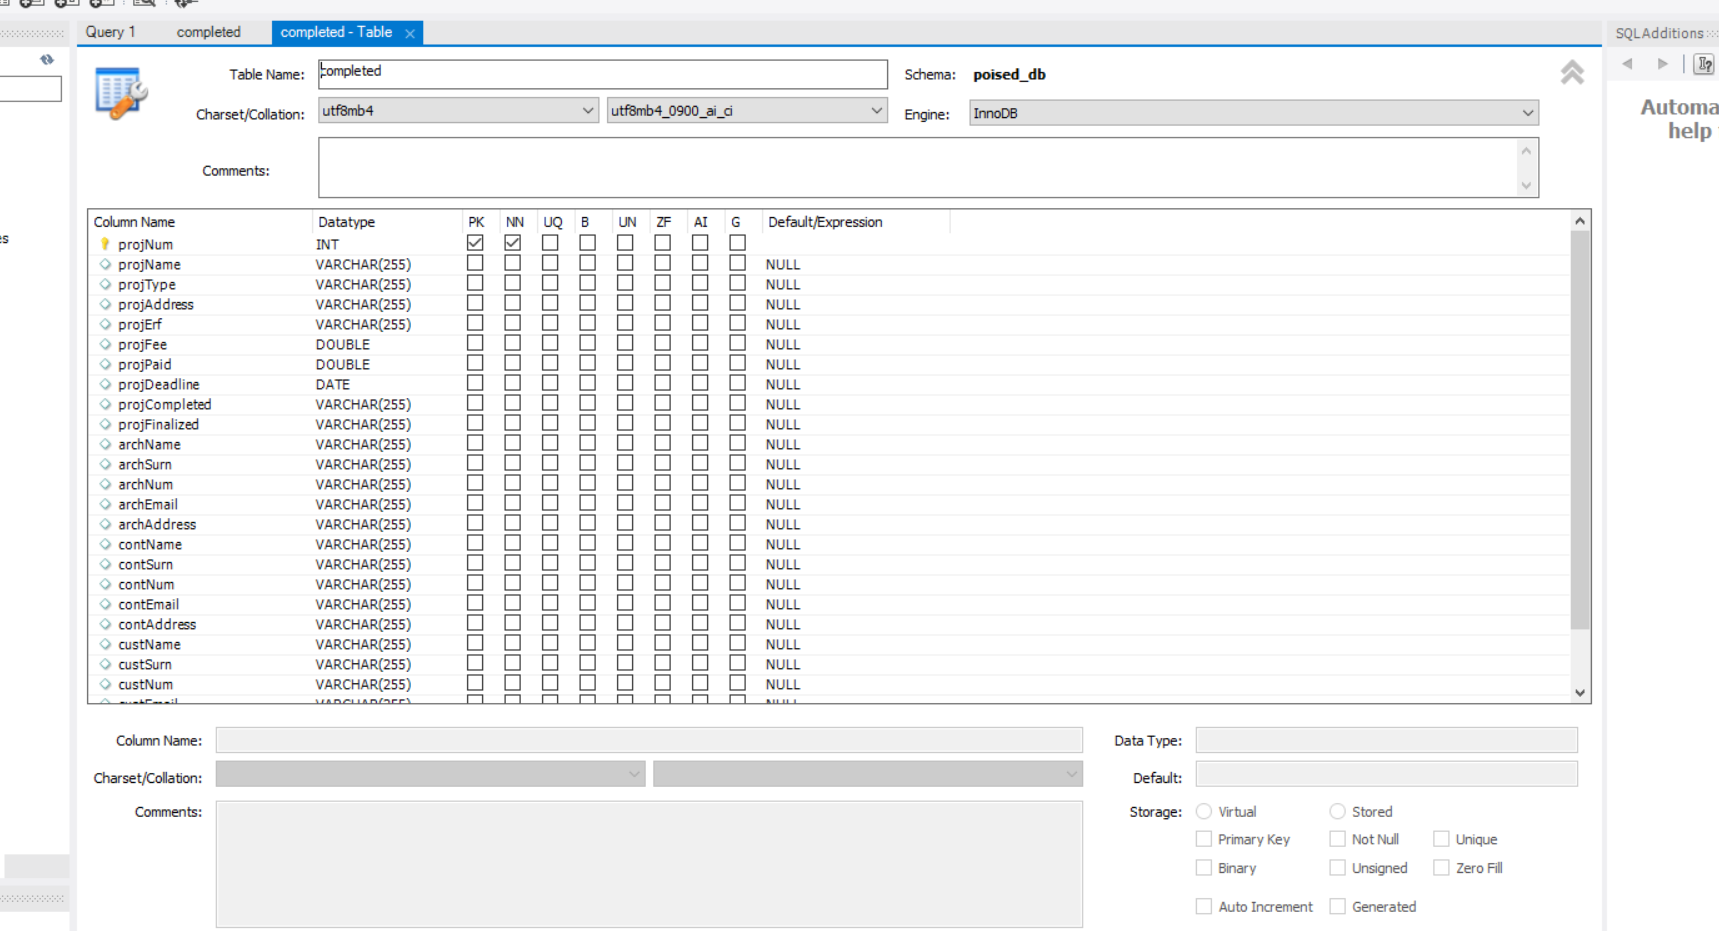 Query 1 completed completed - Table ×
SQLAdditions
Table Name: completed Schema: poised_db
Charset/Collation: utf8mb4 utf8mb4_0900_ai_ci Engine: InnoDB
Comments:
Automa
help
es
Column Name Datatype PK NN UQ B UN ZF AI G Default/Expression
projNum INT
projName VARCHAR(255) NULL
projType VARCHAR(255) NULL
projAddress VARCHAR(255) NULL
projErf VARCHAR(255) NULL
projFee DOUBLE NULL
projPaid DOUBLE NULL
projDeadline DATE NULL
projCompleted VARCHAR(255) NULL
projFinalized VARCHAR(255) NULL
archName VARCHAR(255) NULL
archSurn VARCHAR(255) NULL
archNum VARCHAR(255) NULL
archEmail VARCHAR(255) NULL
archAddress VARCHAR(255) NULL
contName VARCHAR(255) NULL
contSurn VARCHAR(255) NULL
contNum VARCHAR(255) NULL
contEmail VARCHAR(255) NULL
contAddress VARCHAR(255) NULL
custName VARCHAR(255) NULL
custSurn VARCHAR(255) NULL
custNum VARCHAR(255) NULL
custEmail VARCHAR(255) NULL
Column Name: Data Type:
Charset/Collation: Default:
Comments: Storage: Virtual Stored
Primary Key Not Null Unique
Binary Unsigned Zero Fill
Auto Increment Generated